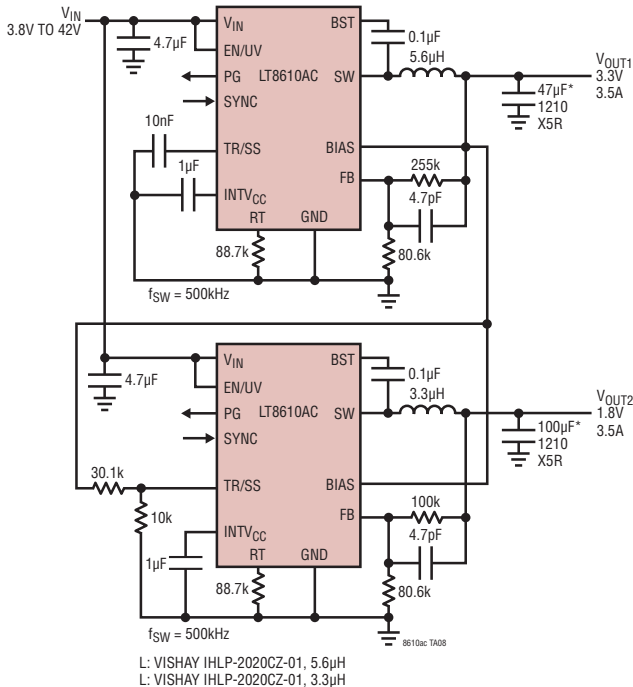 VIN
3.8V TO 42V
4.7µF
VIN
EN/UV
PG
SYNC
TR/SS
INTVCC
RT
GND
LT8610AC
BST
SW
BIAS
FB
0.1µF
5.6µH
VOUT1
3.3V
3.5A
47µF*
1210
X5R
10nF
1µF
255k
4.7pF
80.6k
88.7k
fSW = 500kHz
4.7µF
VIN
EN/UV
PG
SYNC
TR/SS
INTVCC
RT
GND
LT8610AC
BST
SW
BIAS
FB
0.1µF
3.3µH
VOUT2
1.8V
3.5A
100µF*
1210
X5R
30.1k
10k
1µF
100k
4.7pF
80.6k
88.7k
fSW = 500kHz
8610ac TA08
L: VISHAY IHLP-2020CZ-01, 5.6µH
L: VISHAY IHLP-2020CZ-01, 3.3µH